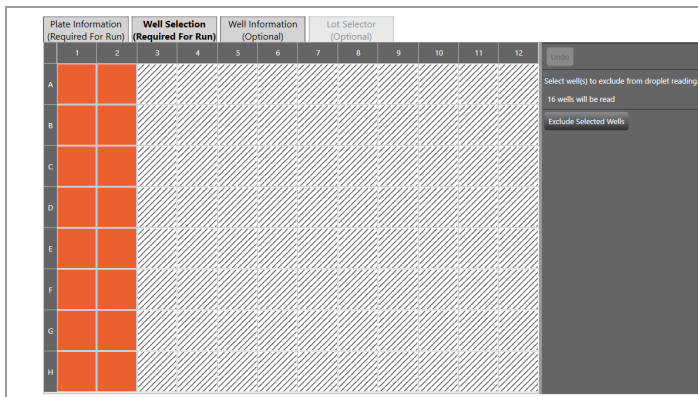 Plate Information
(Required For Run)
Well Selection
(Required For Run)
Well Information
(Optional)
Lot Selector
(Optional)
1 2 3 4 5 6 7 8 9 10 11 12
A
B
C
D
E
F
G
H
Undo
Select well(s) to exclude from droplet reading.
16 wells will be read
Exclude Selected Wells